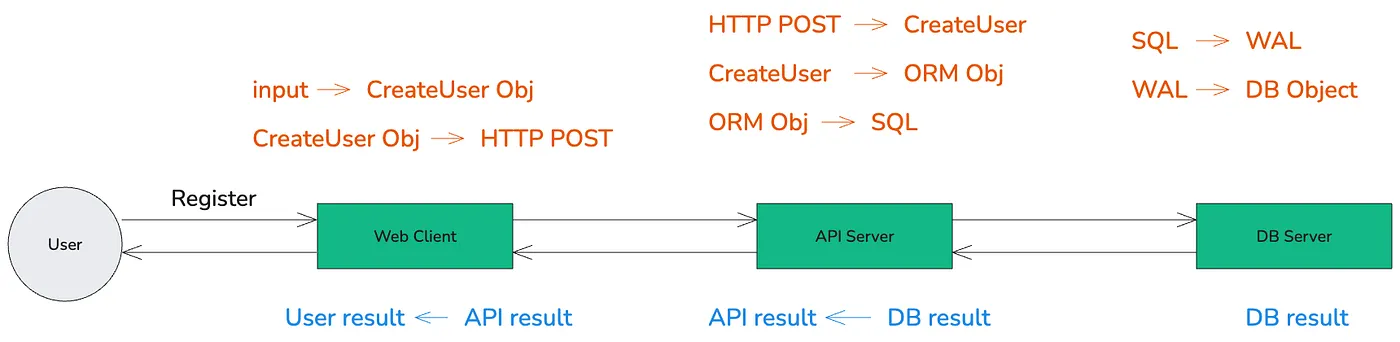 HTTP POST → CreateUser
SQL → WAL
CreateUser → ORM Obj
input → CreateUser Obj
WAL → DB Object
ORM Obj → SQL
CreateUser Obj → HTTP POST
Register
User
Web Client
API Server
DB Server
User result ← API result
API result ← DB result
DB result